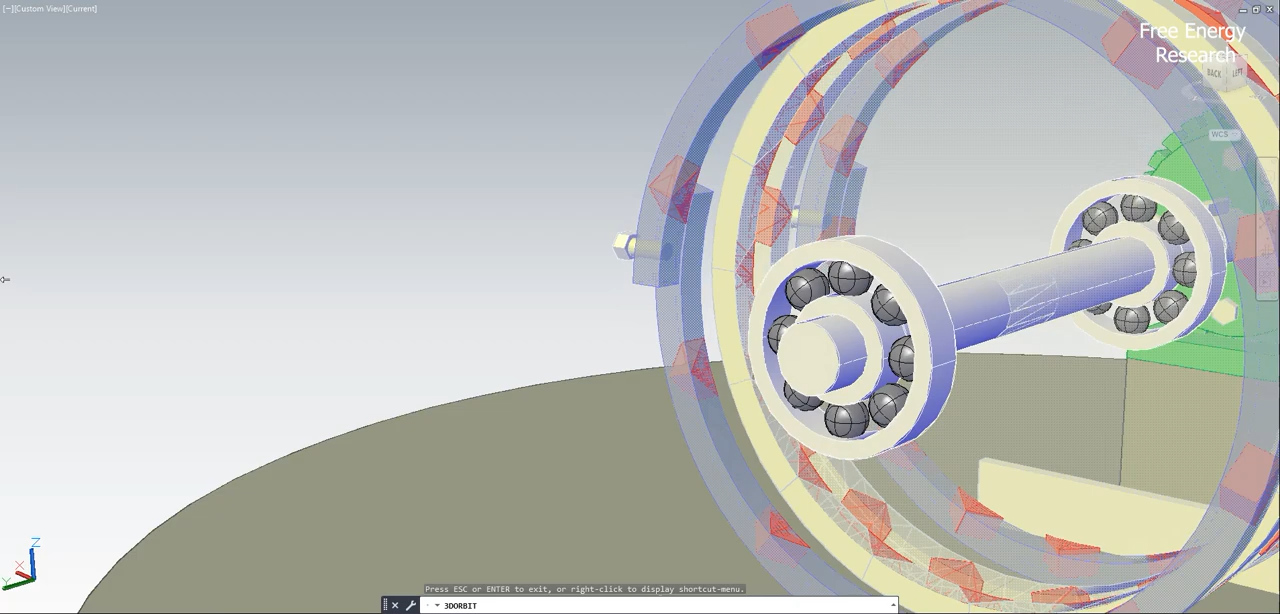 [−][Custom View][Current]
Free Energy
Research
BACK
LEFT
WCS
Z
X
Y
Press ESC or ENTER to exit, or right-click to display shortcut-menu.
3DORBIT